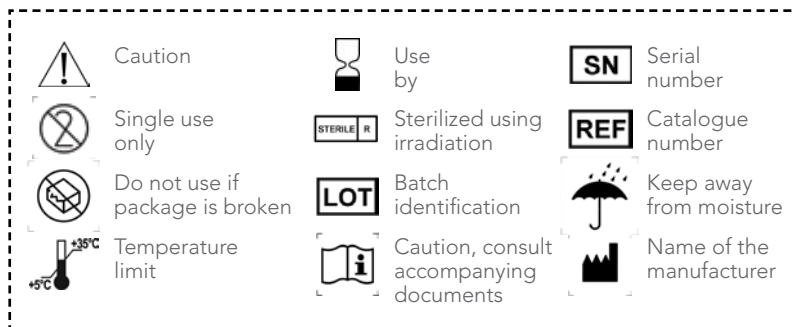 Caution
Use
by
SN
Serial
number
2
Single use
only
STERILE R
Sterilized using
irradiation
REF
Catalogue
number
Do not use if
package is broken
LOT
Batch
identification
Keep away
from moisture
+35°C
+5°C
Temperature
limit
i
Caution, consult
accompanying
documents
Name of the
manufacturer